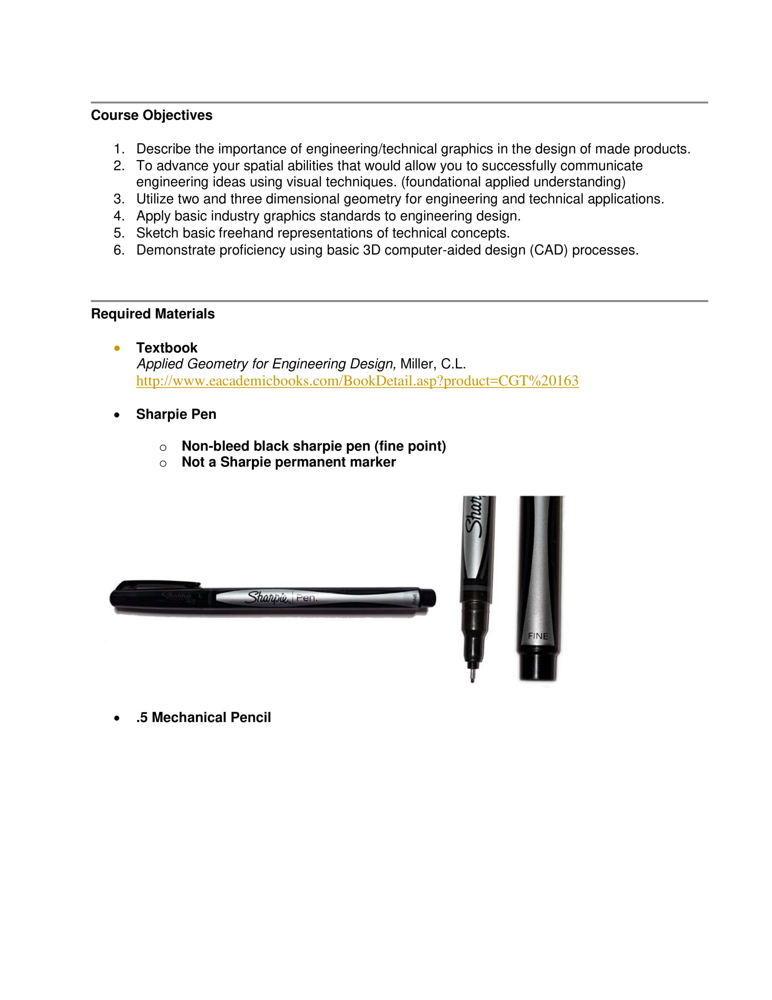 Course Objectives
1. Describe the importance of engineering/technical graphics in the design of made products.
2. To advance your spatial abilities that would allow you to successfully communicate
engineering ideas using visual techniques. (foundational applied understanding)
3. Utilize two and three dimensional geometry for engineering and technical applications.
4. Apply basic industry graphics standards to engineering design.
5. Sketch basic freehand representations of technical concepts.
6. Demonstrate proficiency using basic 3D computer-aided design (CAD) processes.
Required Materials
• Textbook
Applied Geometry for Engineering Design, Miller, C.L.
http://www.eacademicbooks.com/BookDetail.asp?product=CGT%20163
• Sharpie Pen
o Non-bleed black sharpie pen (fine point)
o Not a Sharpie permanent marker
Sharpie
Sharpie. Pen.
FINE
Shar
FINE
• .5 Mechanical Pencil